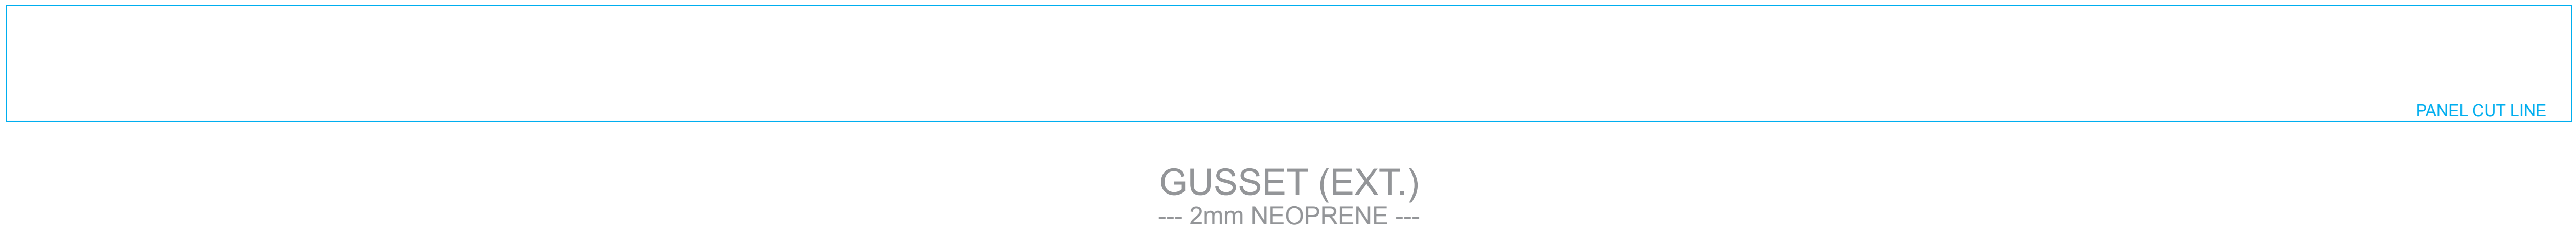 PANEL CUT LINE
GUSSET (EXT.)
--- 2mm NEOPRENE ---